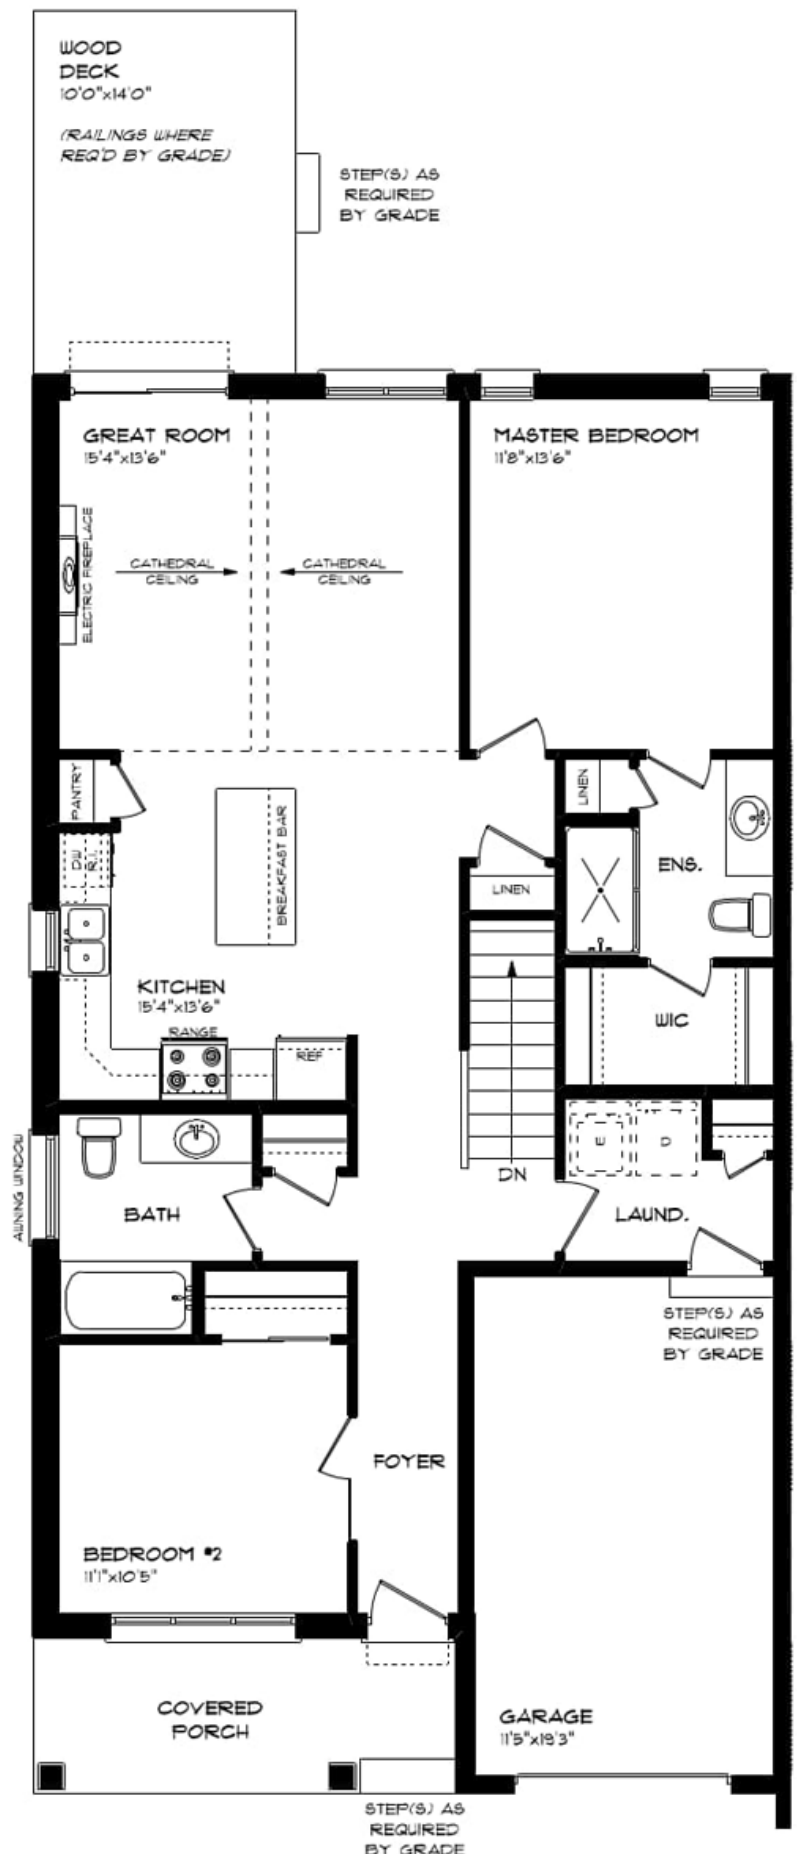 WOOD
DECK
10'0"x14'0"
(RAILINGS WHERE
REQ'D BY GRADE)
STEP(S) AS
REQUIRED
BY GRADE
GREAT ROOM
15'4"x13'6"
MASTER BEDROOM
11'8"x13'6"
ELECTRIC FIREPLACE
CATHEDRAL
CEILING
CATHEDRAL
CEILING
PANTRY
LINEN
DW
R.I.
BREAKFAST BAR
ENS.
LINEN
KITCHEN
15'4"x13'6"
RANGE
REF
WIC
AWNING WINDOW
E
D
DN
BATH
LAUND.
STEP(S) AS
REQUIRED
BY GRADE
FOYER
BEDROOM #2
11'1"x10'5"
COVERED
PORCH
GARAGE
11'5"x19'3"
STEP(S) AS
REQUIRED
BY GRADE